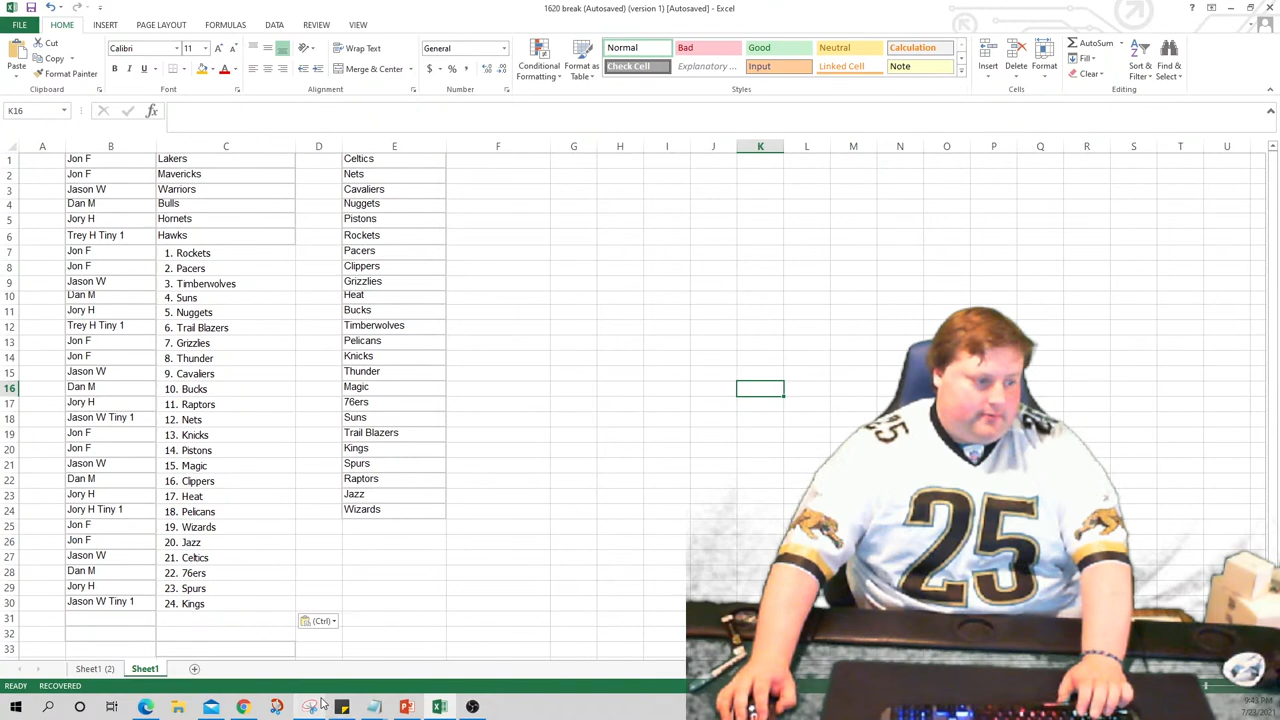 1620 break (Autosaved) (version 1) [Autosaved] - Excel
FILE HOME INSERT PAGE LAYOUT FORMULAS DATA REVIEW VIEW
Cut
Copy
Format Painter
Paste
Clipboard
Calibri 11
B I U
Font
Wrap Text
Merge & Center
Alignment
General
$ % ,
Number
Conditional Formatting
Format as Table
Normal Bad Good Neutral Calculation
Check Cell Explanatory ... Input Linked Cell Note
Styles
Insert Delete Format
Cells
AutoSum
Fill
Clear
Sort & Filter
Find & Select
Editing
K16
A B C D E F G H I J K L M N O P Q R S T U
1 Jon F Lakers Celtics
2 Jon F Mavericks Nets
3 Jason W Warriors Cavaliers
4 Dan M Bulls Nuggets
5 Jory H Hornets Pistons
6 Trey H Tiny 1 Hawks Rockets
7 Jon F 1. Rockets Pacers
8 Jon F 2. Pacers Clippers
9 Jason W 3. Timberwolves Grizzlies
10 Dan M 4. Suns Heat
11 Jory H 5. Nuggets Bucks
12 Trey H Tiny 1 6. Trail Blazers Timberwolves
13 Jon F 7. Grizzlies Pelicans
14 Jon F 8. Thunder Knicks
15 Jason W 9. Cavaliers Thunder
16 Dan M 10. Bucks Magic
17 Jory H 11. Raptors 76ers
18 Jason W Tiny 1 12. Nets Suns
19 Jon F 13. Knicks Trail Blazers
20 Jon F 14. Pistons Kings
21 Jason W 15. Magic Spurs
22 Dan M 16. Clippers Raptors
23 Jory H 17. Heat Jazz
24 Jory H Tiny 1 18. Pelicans Wizards
25 Jon F 19. Wizards
26 Jon F 20. Jazz
27 Jason W 21. Celtics
28 Dan M 22. 76ers
29 Jory H 23. Spurs
30 Jason W Tiny 1 24. Kings
31 (Ctrl)
32
33
Sheet1 (2) Sheet1
READY RECOVERED
9:43 PM
7/23/2021
25
25